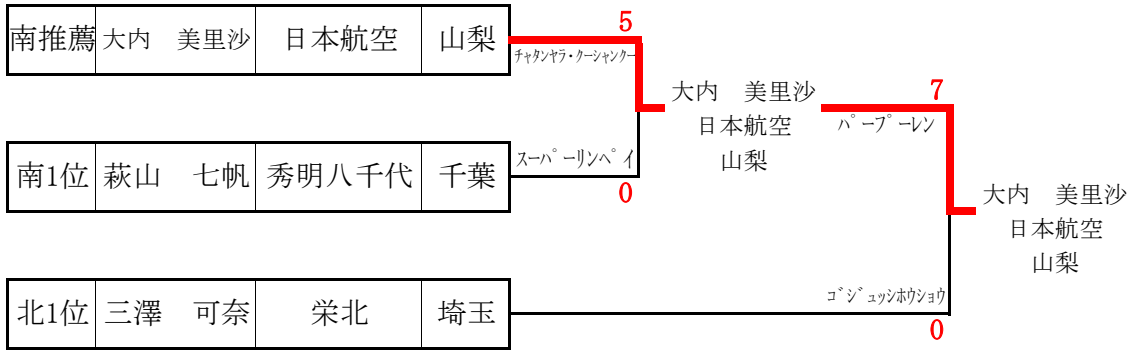 南推薦 大内 美里沙 日本航空 山梨
5
チャタンヤラ・クーシャンクー
大内 美里沙
日本航空
山梨
7
パープーレン
南1位 萩山 七帆 秀明八千代 千葉
スーパーリンペイ
0
大内 美里沙
日本航空
山梨
北1位 三澤 可奈 栄北 埼玉
ゴジュッシホウショウ
0